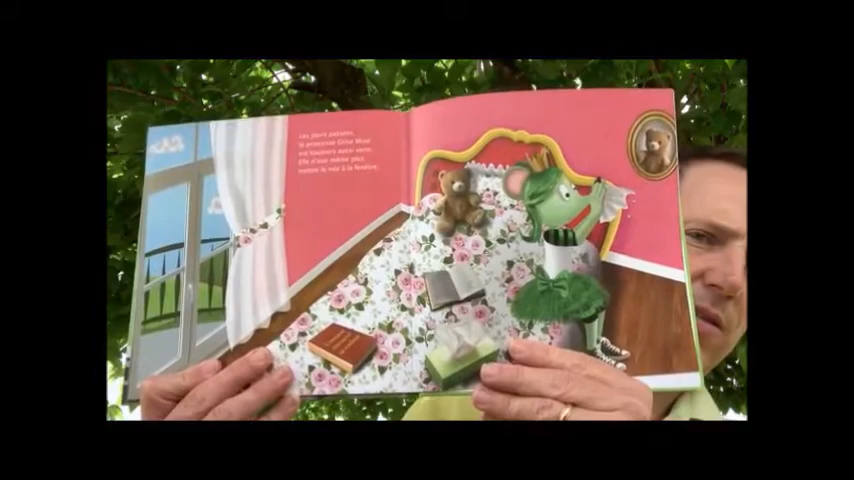 Les jours passent,
la princesse Grise Mine
est toujours aussi verte.
Elle n'ose même plus
mettre le nez à la fenêtre.